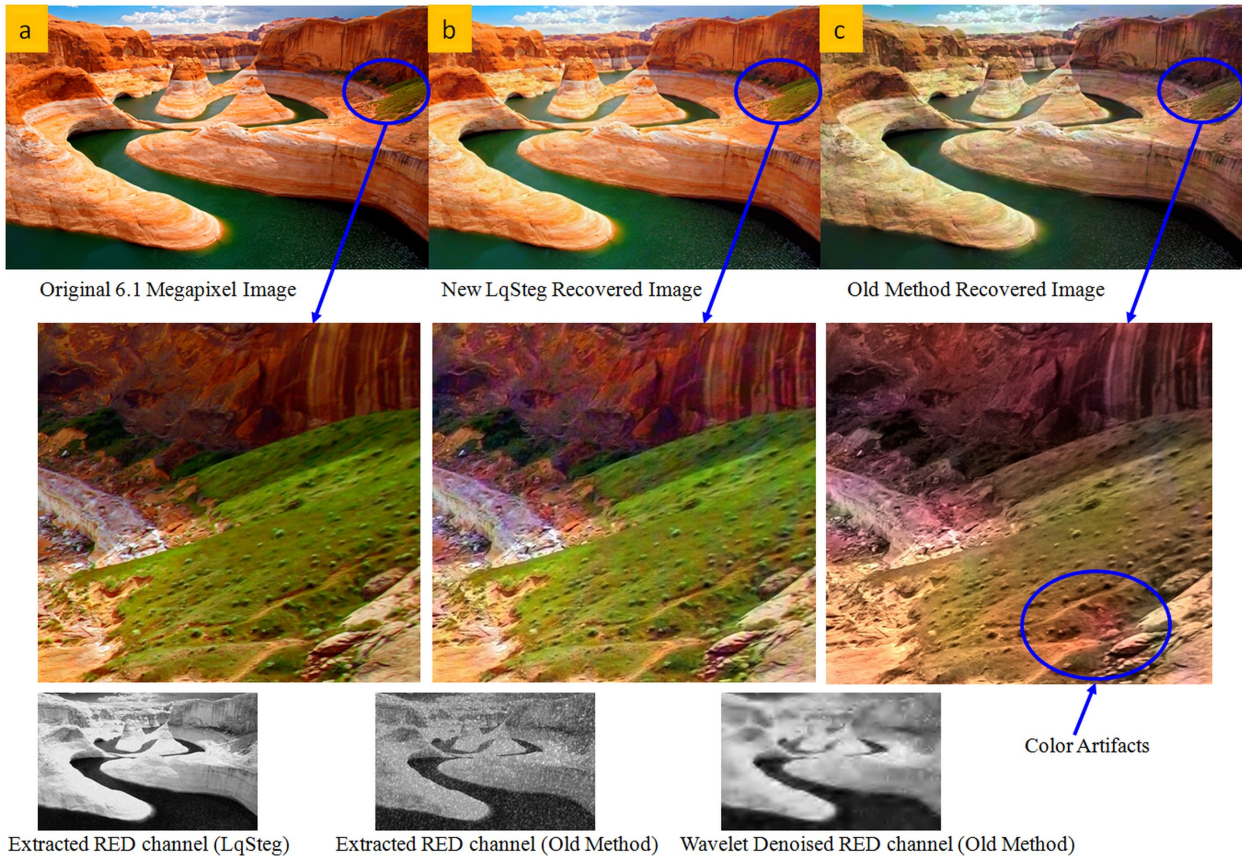 a
b
c
Original 6.1 Megapixel Image
New LqSteg Recovered Image
Old Method Recovered Image
Color Artifacts
Extracted RED channel (LqSteg)
Extracted RED channel (Old Method)
Wavelet Denoised RED channel (Old Method)